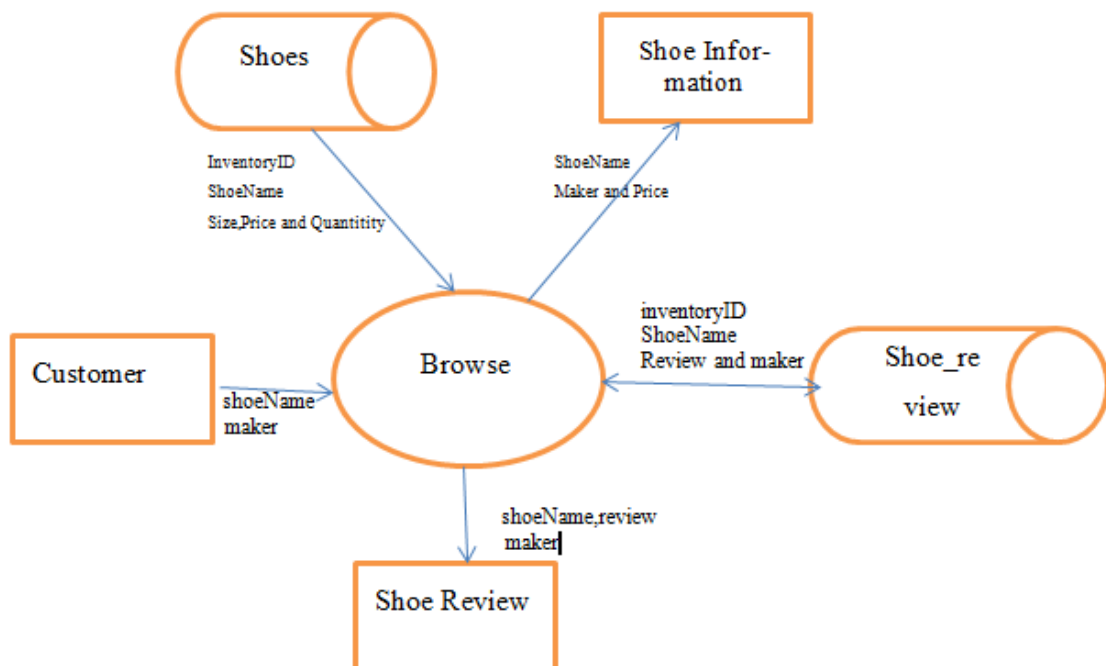 Shoes
Shoe Infor-
mation
InventoryID
ShoeName
Size,Price and Quantitity
ShoeName
Maker and Price
inventoryID
ShoeName
Review and maker
Customer
shoeName
maker
Browse
Shoe_re
view
shoeName,review
maker
Shoe Review